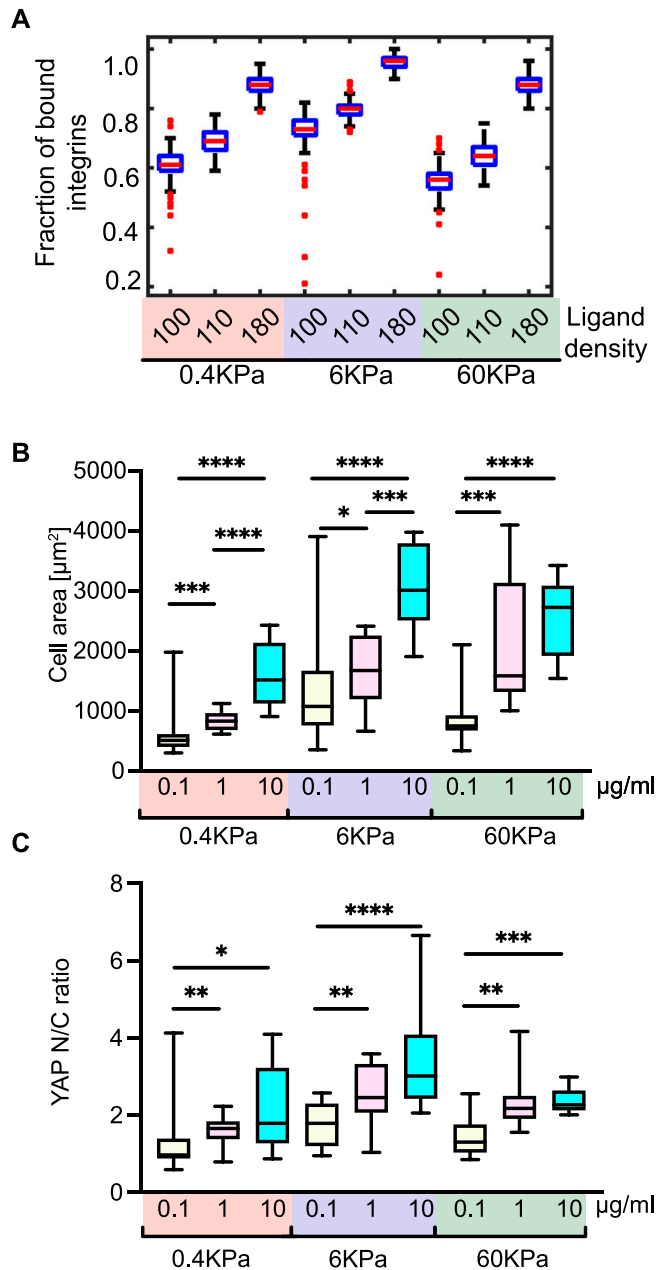 A
Fracrtion of bound
integrins
1.0
0.8
0.6
0.4
0.2
100 110 180 100 110 180 100 110 180
Ligand
density
0.4KPa 6KPa 60KPa
B
Cell area [µm²]
5000
4000
3000
2000
1000
0
**** **** ****
*** **** * *** ***
0.1 1 10 0.1 1 10 0.1 1 10 µg/ml
0.4KPa 6KPa 60KPa
C
YAP N/C ratio
8
6
4
2
0
* **** ***
** ** **
0.1 1 10 0.1 1 10 0.1 1 10 µg/ml
0.4KPa 6KPa 60KPa